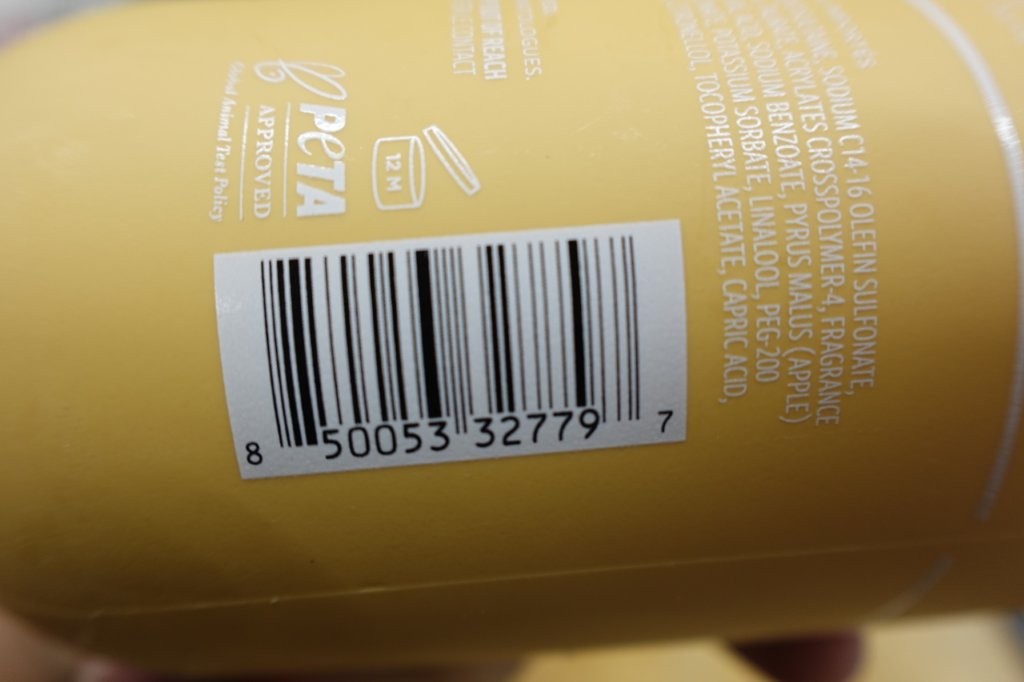 OGUES.
OF REACH
CONTACT
12 M
PETA
APPROVED
Global Animal Test Policy
8 50053 32779 7
SODIUM C14-16 OLEFIN SULFONATE,
ACRYLATES CROSSPOLYMER-4, FRAGRANCE
SODIUM BENZOATE, PYRUS MALUS (APPLE)
POTASSIUM SORBATE, LINALOOL, PEG-200
TOCOPHERYL ACETATE, CAPRIC ACID,